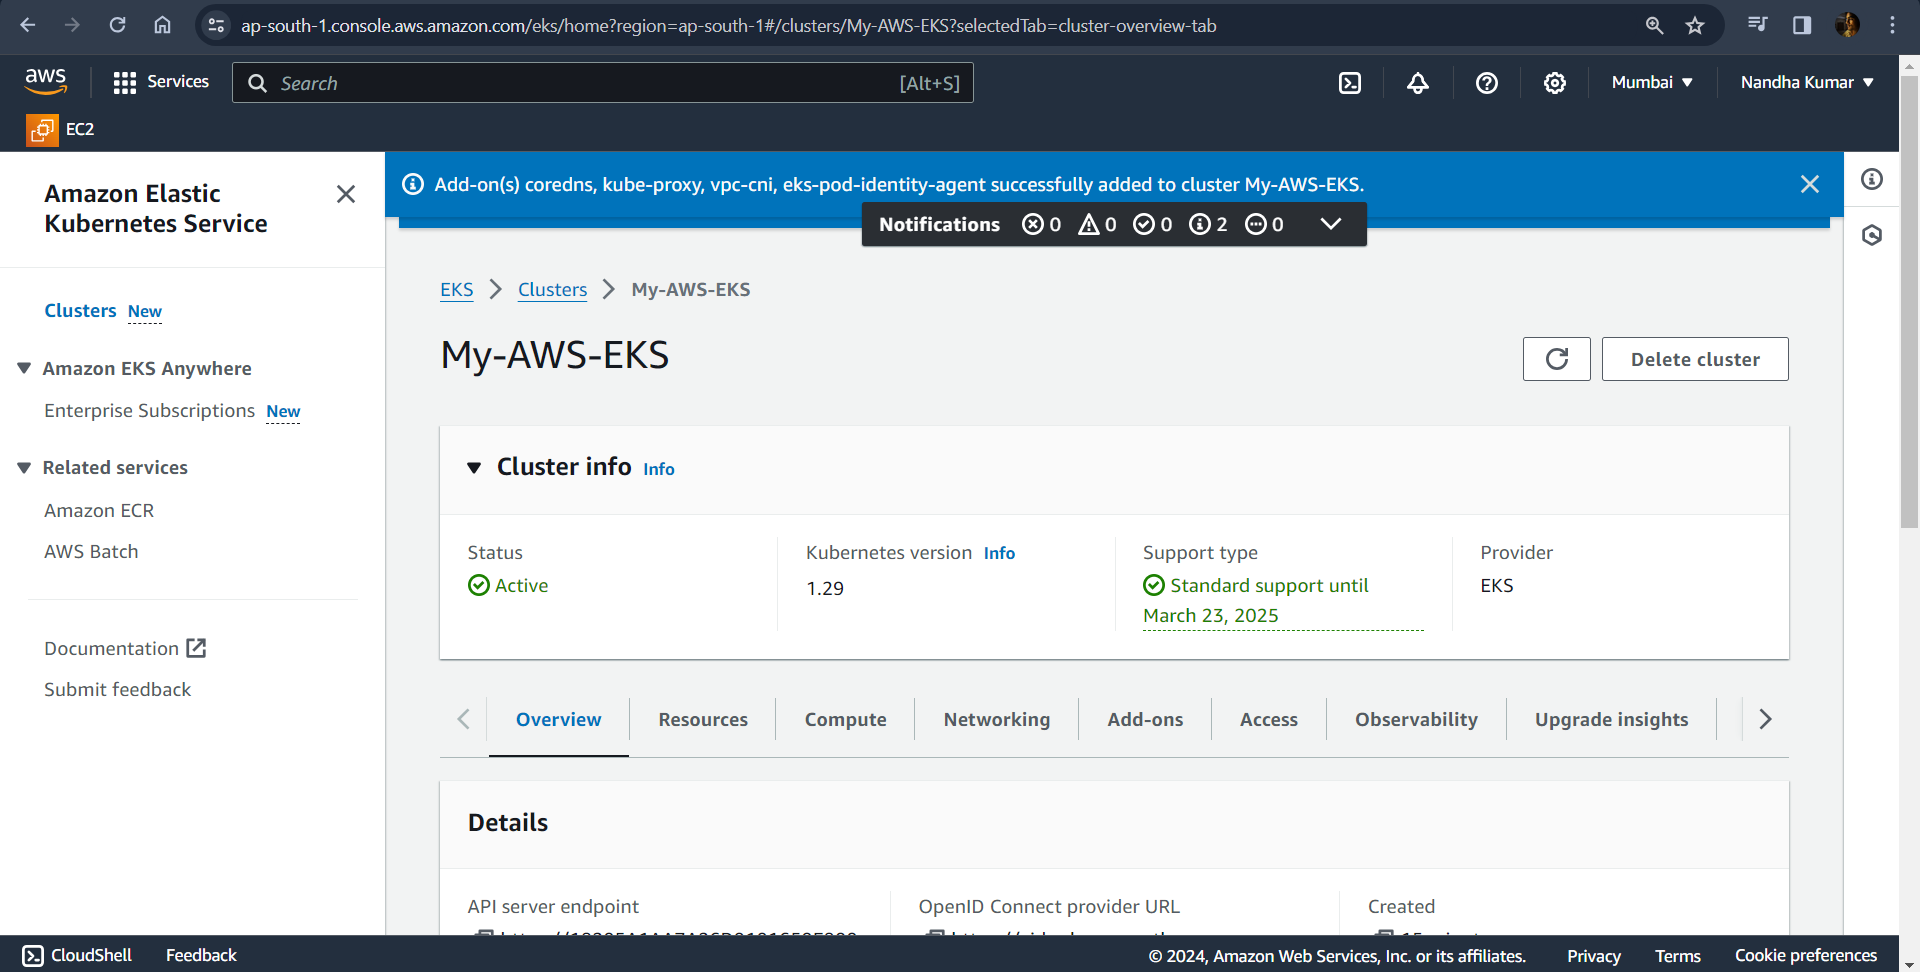 ap-south-1.console.aws.amazon.com/eks/home?region=ap-south-1#/clusters/My-AWS-EKS?selectedTab=cluster-overview-tab
aws Services Search [Alt+S] Mumbai Nandha Kumar
EC2
Amazon Elastic
Kubernetes Service
Clusters New
Amazon EKS Anywhere
Enterprise Subscriptions New
Related services
Amazon ECR
AWS Batch
Documentation
Submit feedback
Add-on(s) coredns, kube-proxy, vpc-cni, eks-pod-identity-agent successfully added to cluster My-AWS-EKS.
Notifications 0 0 0 2 0
EKS Clusters My-AWS-EKS
My-AWS-EKS
Delete cluster
Cluster info Info
Status
Active
Kubernetes version Info
1.29
Support type
Standard support until
March 23, 2025
Provider
EKS
Overview Resources Compute Networking Add-ons Access Observability Upgrade insights
Details
API server endpoint
OpenID Connect provider URL
Created
CloudShell Feedback © 2024, Amazon Web Services, Inc. or its affiliates. Privacy Terms Cookie preferences